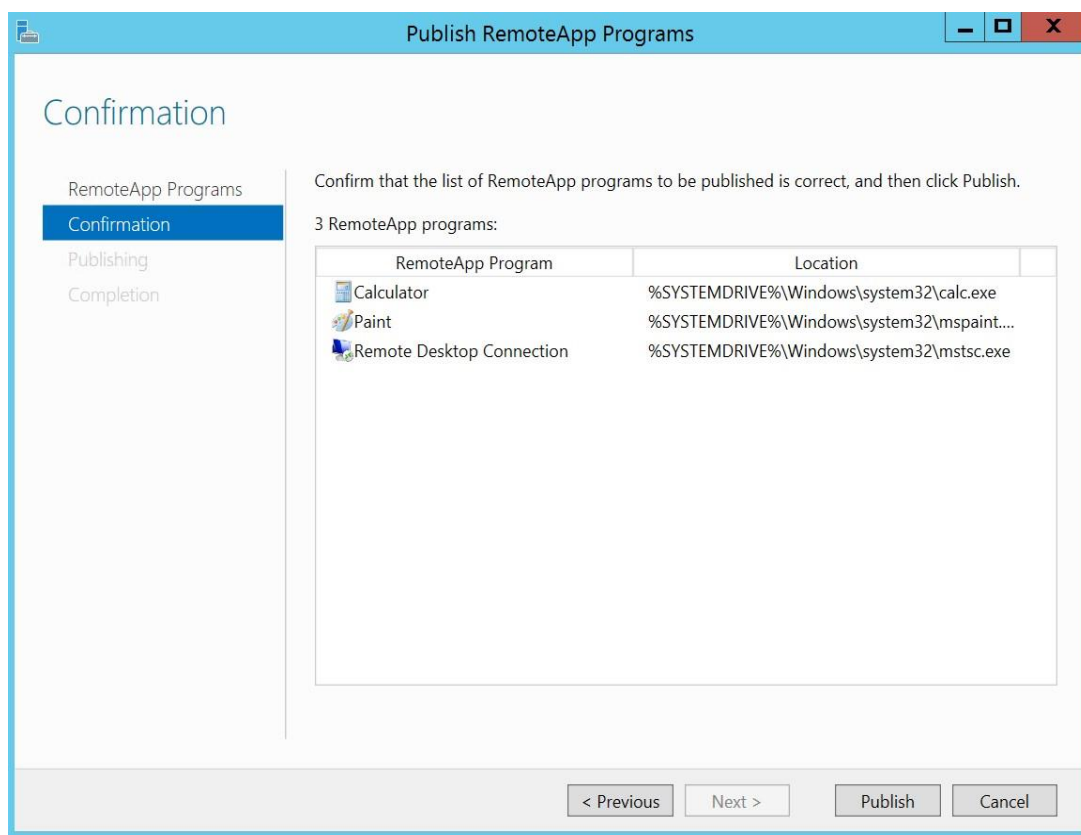 Publish RemoteApp Programs
Confirmation
RemoteApp Programs
Confirmation
Publishing
Completion
Confirm that the list of RemoteApp programs to be published is correct, and then click Publish.
3 RemoteApp programs:
RemoteApp Program Location
Calculator %SYSTEMDRIVE%\Windows\system32\calc.exe
Paint %SYSTEMDRIVE%\Windows\system32\mspaint....
Remote Desktop Connection %SYSTEMDRIVE%\Windows\system32\mstsc.exe
< Previous Next > Publish Cancel